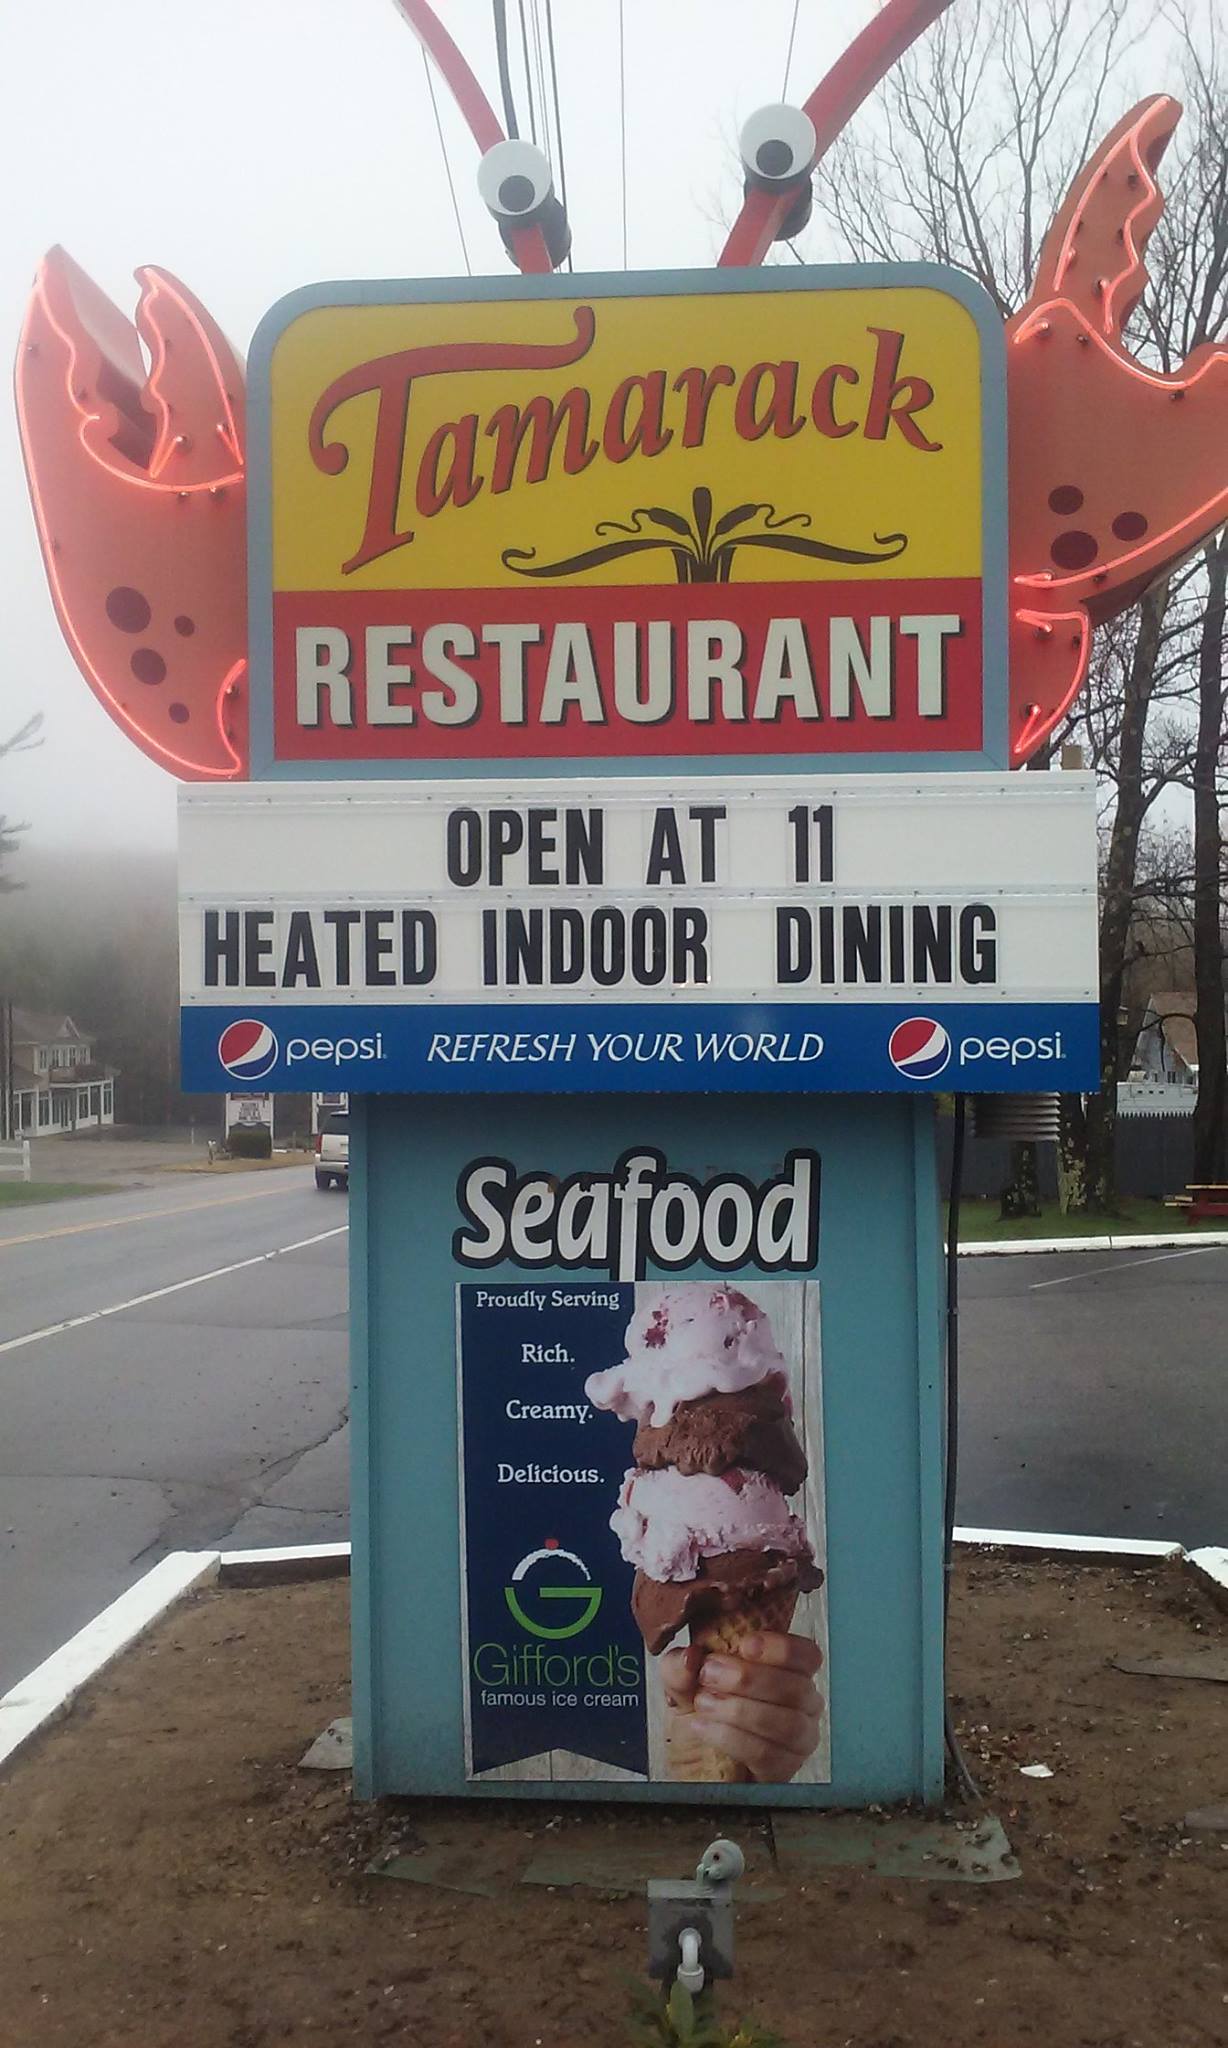 Tamarack
RESTAURANT
OPEN AT 11
HEATED INDOOR DINING
pepsi. REFRESH YOUR WORLD pepsi.
Seafood
Proudly Serving
Rich.
Creamy.
Delicious.
G
Gifford's
famous ice cream